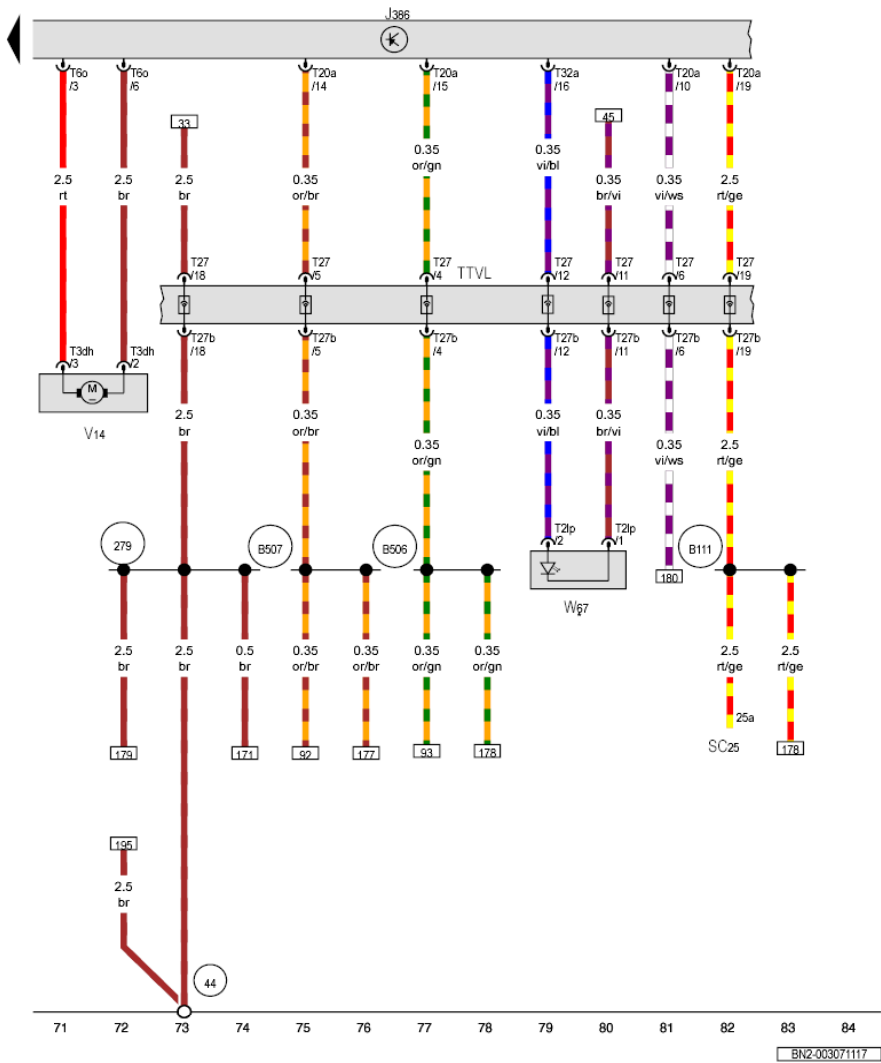 J386
T6o
/3
T6o
/6
T20a
/14
T20a
/15
T32a
/16
T20a
/10
T20a
/19
33
45
2.5
rt
2.5
br
2.5
br
0.35
or/br
0.35
or/gn
0.35
vi/bl
0.35
br/vi
0.35
vi/ws
2.5
rt/ge
T27
/18
T27
/5
T27
/4
TTVL
T27
/12
T27
/11
T27
/6
T27
/19
T3dh
/3
T3dh
/2
T27b
/18
T27b
/5
T27b
/4
T27b
/12
T27b
/11
T27b
/6
T27b
/19
M
V14
2.5
br
0.35
or/br
0.35
or/gn
0.35
vi/bl
0.35
br/vi
0.35
vi/ws
2.5
rt/ge
279
B507
B506
T2lp
/2
T2lp
/1
B111
180
W67
*
2.5
br
2.5
br
0.5
br
0.35
or/br
0.35
or/br
0.35
or/gn
0.35
or/gn
2.5
rt/ge
2.5
rt/ge
25a
SC25
179
171
92
177
93
178
178
195
2.5
br
44
71 72 73 74 75 76 77 78 79 80 81 82 83 84
BN2-003071117